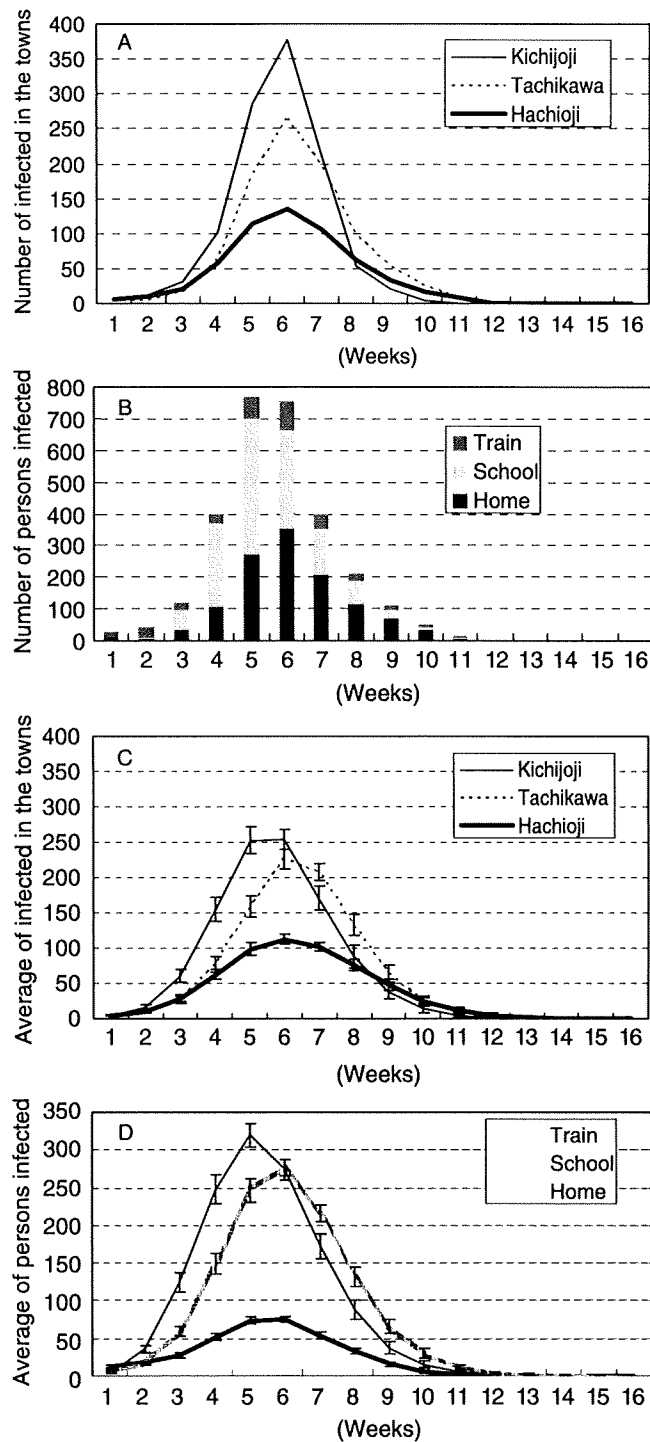 A
Number of infected in the towns
400
350
300
250
200
150
100
50
0
Kichijoji
Tachikawa
Hachioji
1 2 3 4 5 6 7 8 9 10 11 12 13 14 15 16
(Weeks)
B
Number of persons infected
800
700
600
500
400
300
200
100
0
Train
School
Home
1 2 3 4 5 6 7 8 9 10 11 12 13 14 15 16
(Weeks)
C
Average of infected in the towns
400
350
300
250
200
150
100
50
0
Kichijoji
Tachikawa
Hachioji
1 2 3 4 5 6 7 8 9 10 11 12 13 14 15 16
(Weeks)
D
Average of persons infected
350
300
250
200
150
100
50
0
Train
School
Home
1 2 3 4 5 6 7 8 9 10 11 12 13 14 15 16
(Weeks)